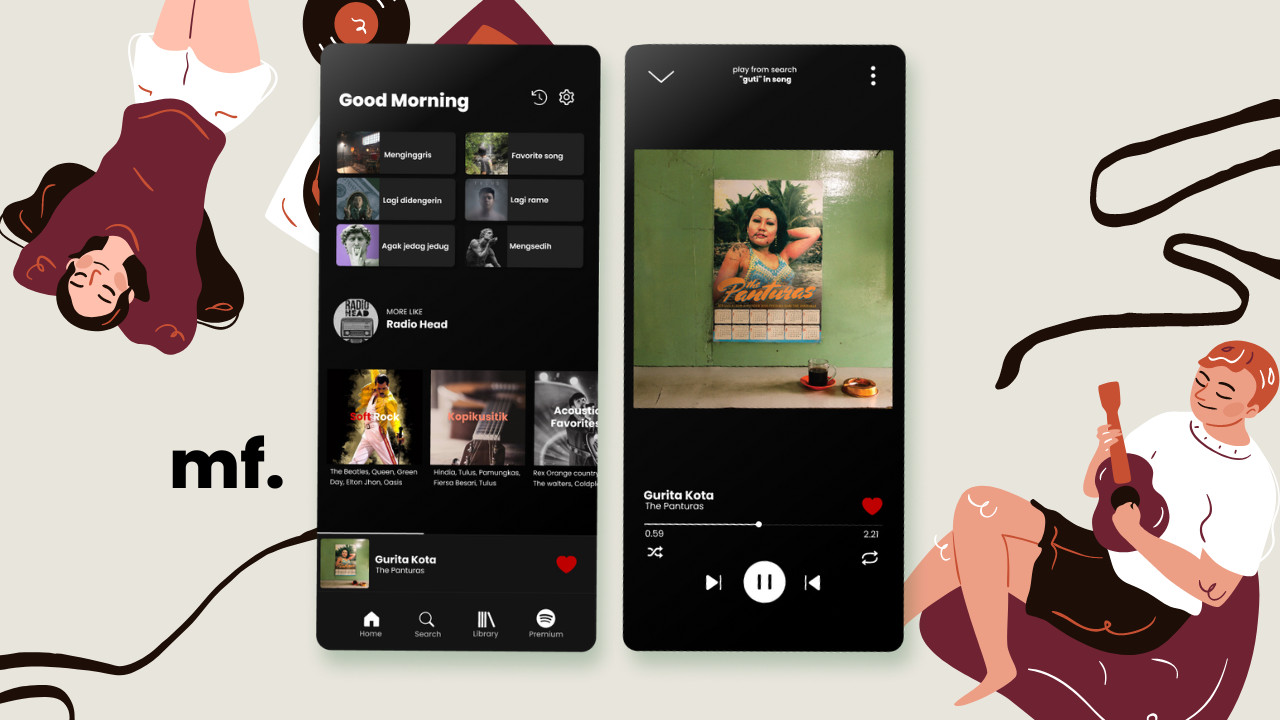 mf.
Good Morning
Menginggris
Favorite song
Lagi didengerin
Lagi rame
Agak jedag jedug
Mengsedih
RADIO
HEAD
MORE LIKE
Radio Head
Soft Rock
Kopikusitik
Acoustic
Favorites
The Beatles, Queen, Green
Day, Elton Jhan, Oasis
Hindia, Tulus, Pamungkas,
Fiersa Besari, Tulus
Rex Orange country
The walters, Coldpl
Gurita Kota
The Panturas
Home
Search
Library
Premium
play from search
"guti" in song
the
Panturas
Gurita Kota
The Panturas
0.59
2.21